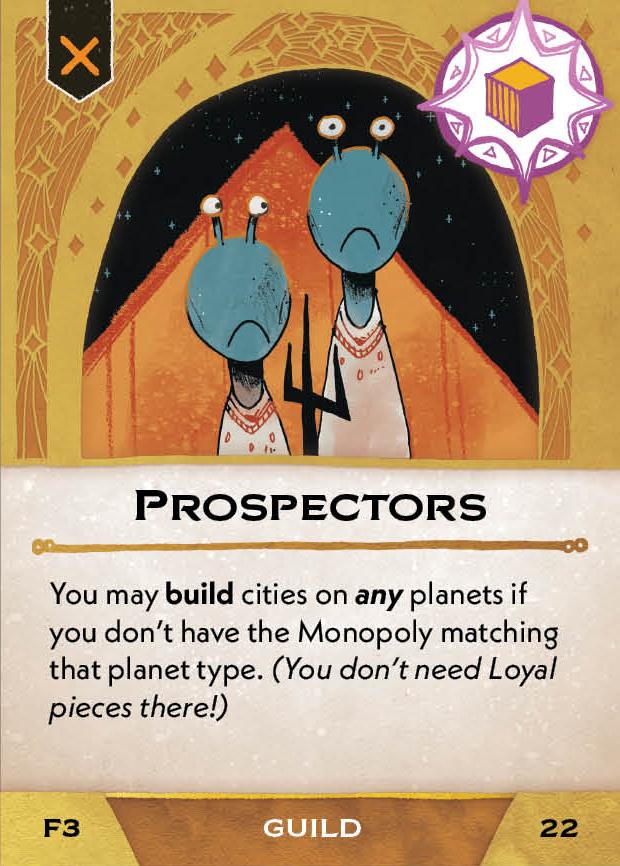 PROSPECTORS
You may build cities on any planets if
you don't have the Monopoly matching
that planet type. (You don't need Loyal
pieces there!)
F3 GUILD 22